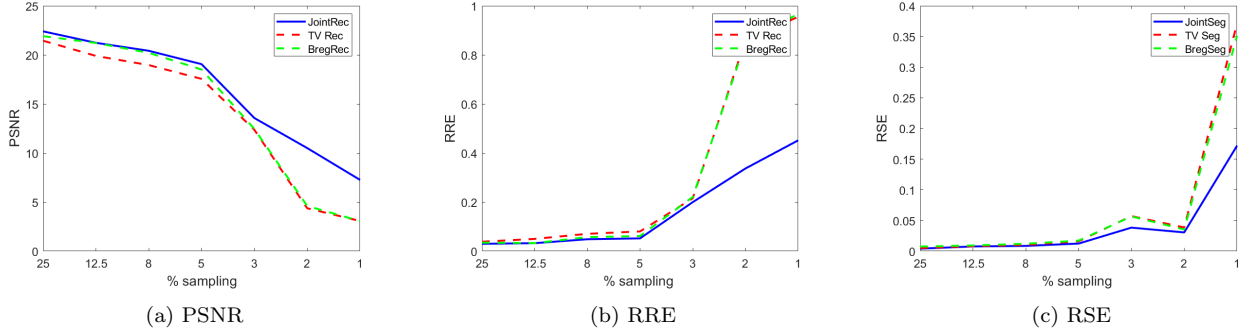 25
20
15
10
5
0
PSNR
JointRec
TV Rec
BregRec
25 12.5 8 5 3 2 1
% sampling
(a) PSNR
1
0.8
0.6
0.4
0.2
0
RRE
JointRec
TV Rec
BregRec
25 12.5 8 5 3 2 1
% sampling
(b) RRE
0.4
0.35
0.3
0.25
0.2
0.15
0.1
0.05
0
RSE
JointSeg
TV Seg
BregSeg
25 12.5 8 5 3 2 1
% sampling
(c) RSE